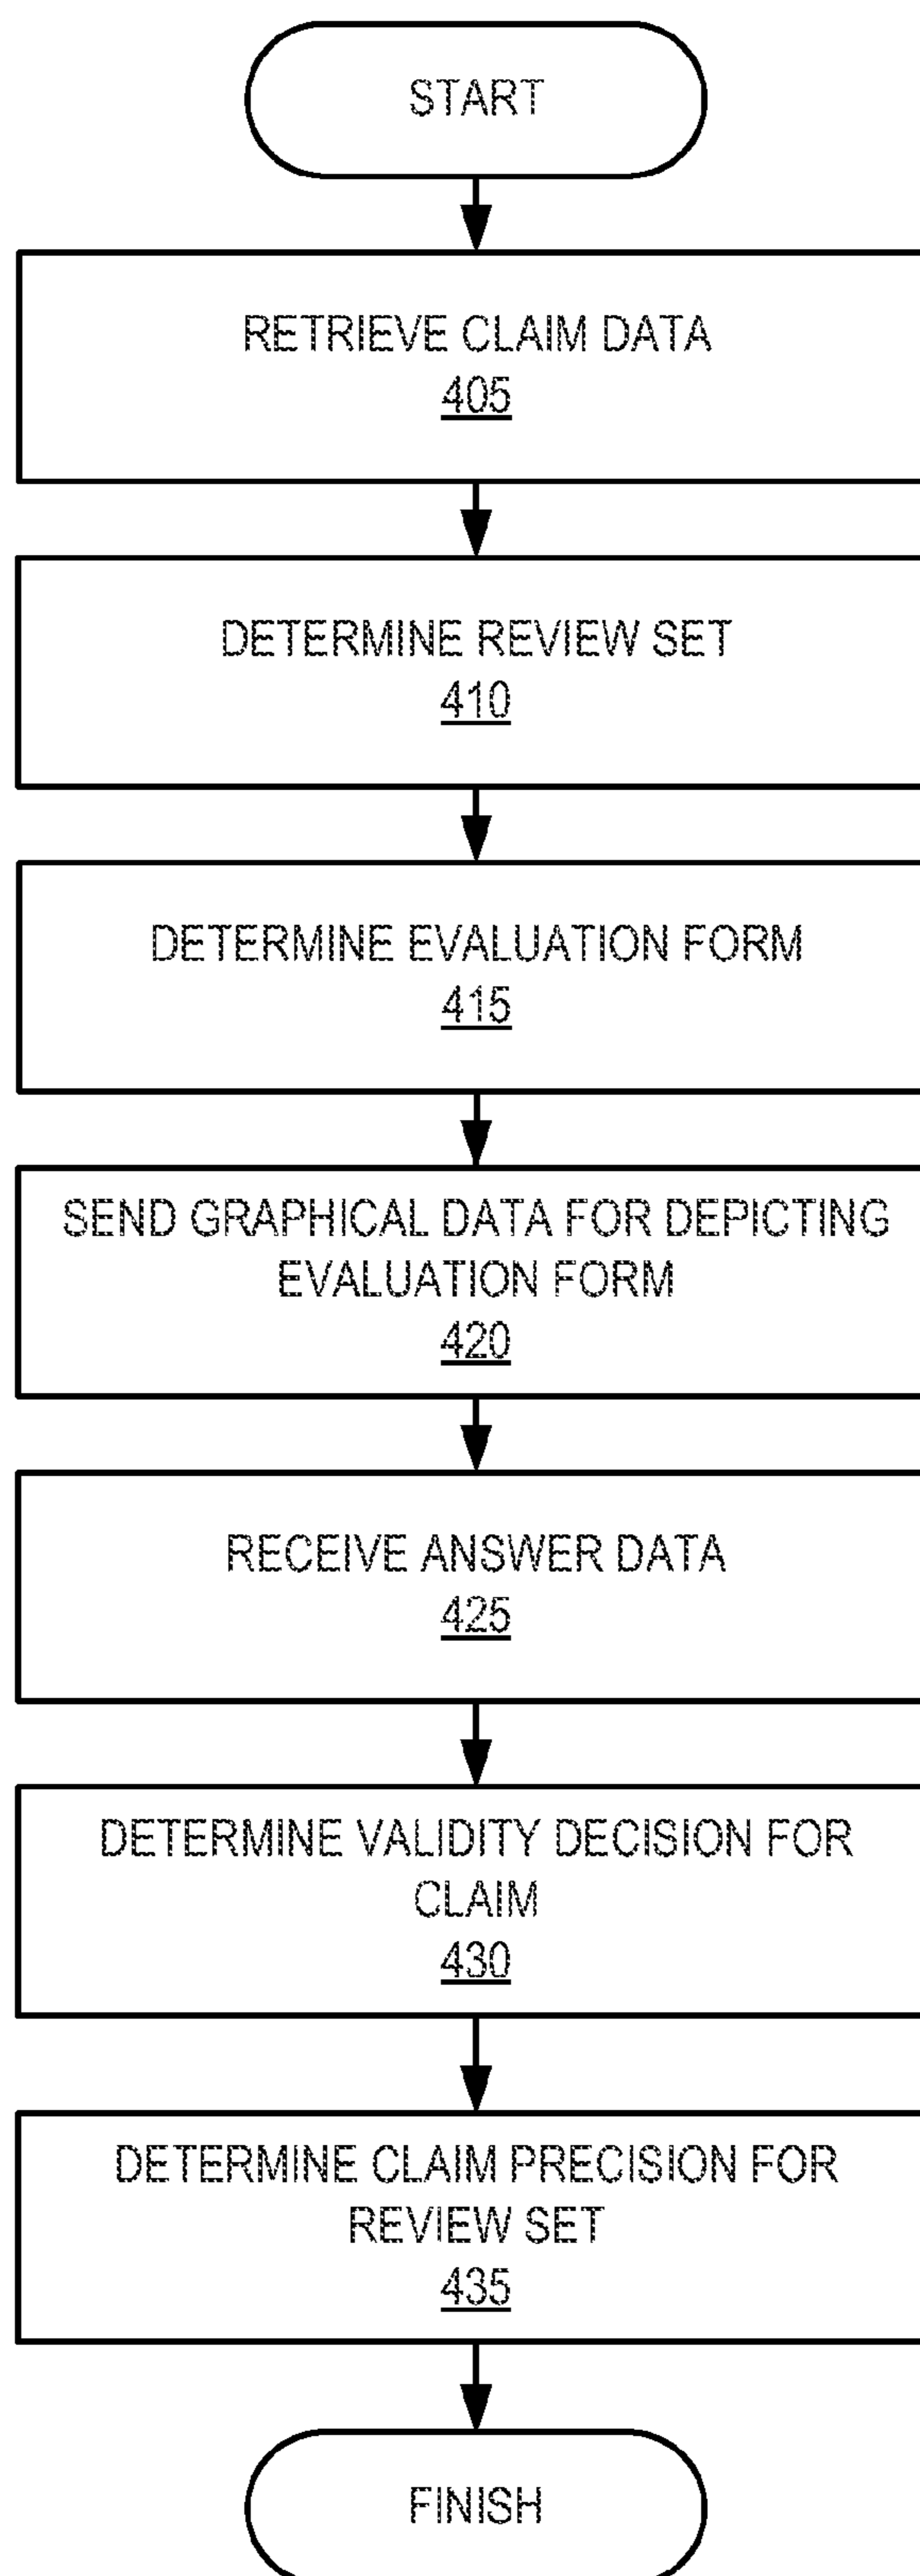 START
RETRIEVE CLAIM DATA
405
DETERMINE REVIEW SET
410
DETERMINE EVALUATION FORM
415
SEND GRAPHICAL DATA FOR DEPICTING
EVALUATION FORM
420
RECEIVE ANSWER DATA
425
DETERMINE VALIDITY DECISION FOR
CLAIM
430
DETERMINE CLAIM PRECISION FOR
REVIEW SET
435
FINISH